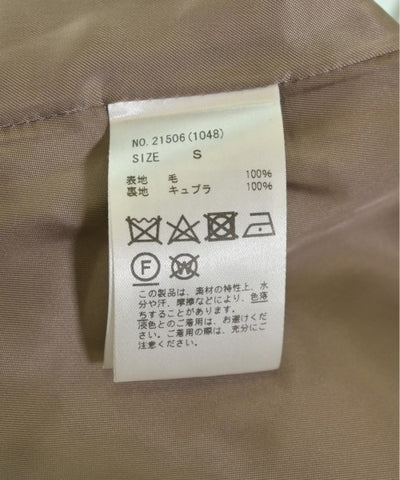 NO. 21506 (1048)
SIZE S
表地 毛 100%
裏地 キュプラ 100%
F W
この製品は、素材の特性上、水
分や汗、摩擦などにより、色落
ちすることがあります。
淡色とのご着用は、お避けくだ
さい。ご着用の際は、充分にご
注意ください。